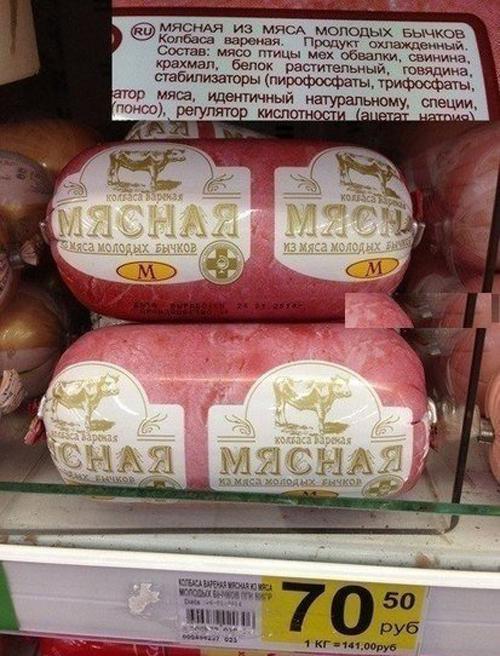 RU МЯСНАЯ ИЗ МЯСА МОЛОДЫХ БЫЧКОВ
Колбаса вареная. Продукт охлажденный.
Состав: мясо птицы мех обвалки, свинина,
крахмал, белок растительный, говядина,
стабилизаторы (пирофосфаты, трифосфаты,
затор мяса, идентичный натуральному, специи,
(понсо), регулятор кислотности (ацетат натрия)
колбаса вареная
МЯСНАЯ
ИЗ МЯСА МОЛОДЫХ БЫЧКОВ
М
колбаса вареная
МЯСН
ИЗ МЯСА МОЛОДЫХ БЫЧКОВ
М
колбаса вареная
СНАЯ
ДЫХ БЫЧКОВ
колбаса вареная
МЯСНАЯ
ИЗ МЯСА МОЛОДЫХ БЫЧКОВ
М
КОЛБАСА ВАРЕНАЯ МЯСНАЯ ИЗ МЯСА
МОЛОДЫХ БЫЧКОВ
70 50
руб
1 КГ =141,00руб